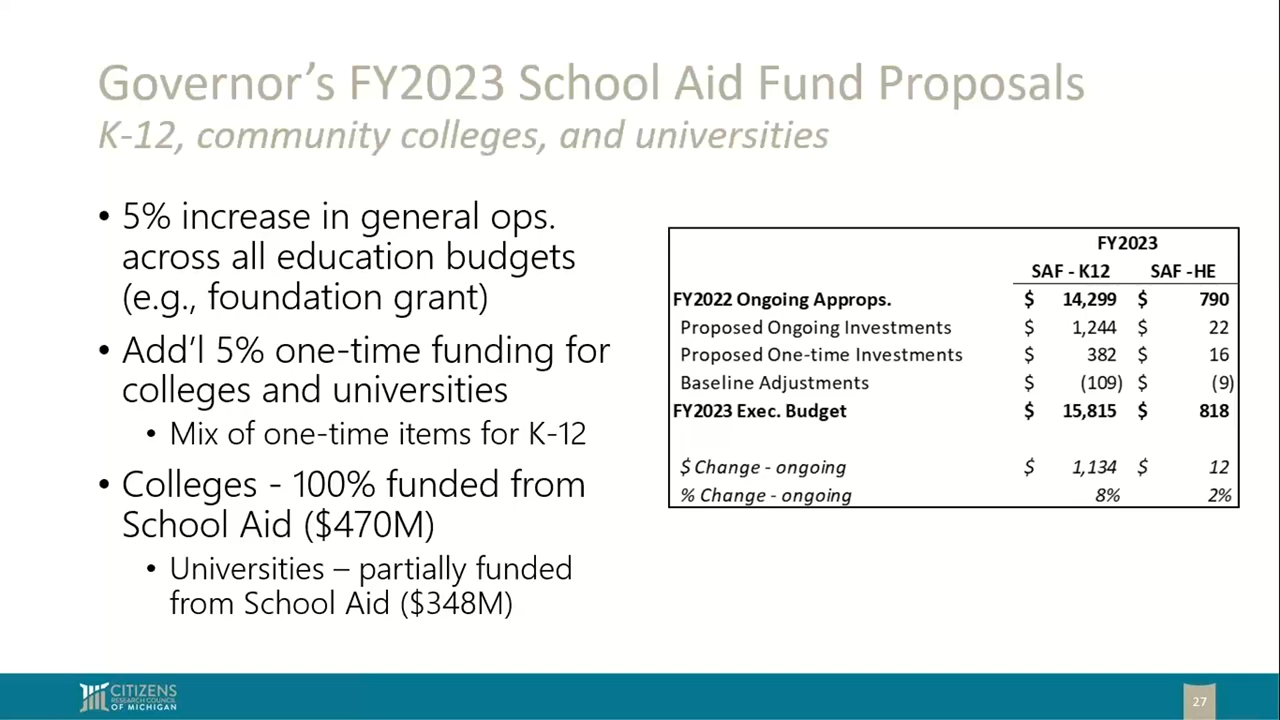 Governor's FY2023 School Aid Fund Proposals
K-12, community colleges, and universities
• 5% increase in general ops.
across all education budgets
(e.g., foundation grant)
• Add'l 5% one-time funding for
colleges and universities
• Mix of one-time items for K-12
• Colleges - 100% funded from
School Aid ($470M)
• Universities – partially funded
from School Aid ($348M)
FY2023
SAF - K12 SAF -HE
FY2022 Ongoing Approps. $ 14,299 $ 790
Proposed Ongoing Investments $ 1,244 $ 22
Proposed One-time Investments $ 382 $ 16
Baseline Adjustments $ (109) $ (9)
FY2023 Exec. Budget $ 15,815 $ 818
$ Change - ongoing $ 1,134 $ 12
% Change - ongoing 8% 2%
CITIZENS
RESEARCH COUNCIL
OF MICHIGAN
27